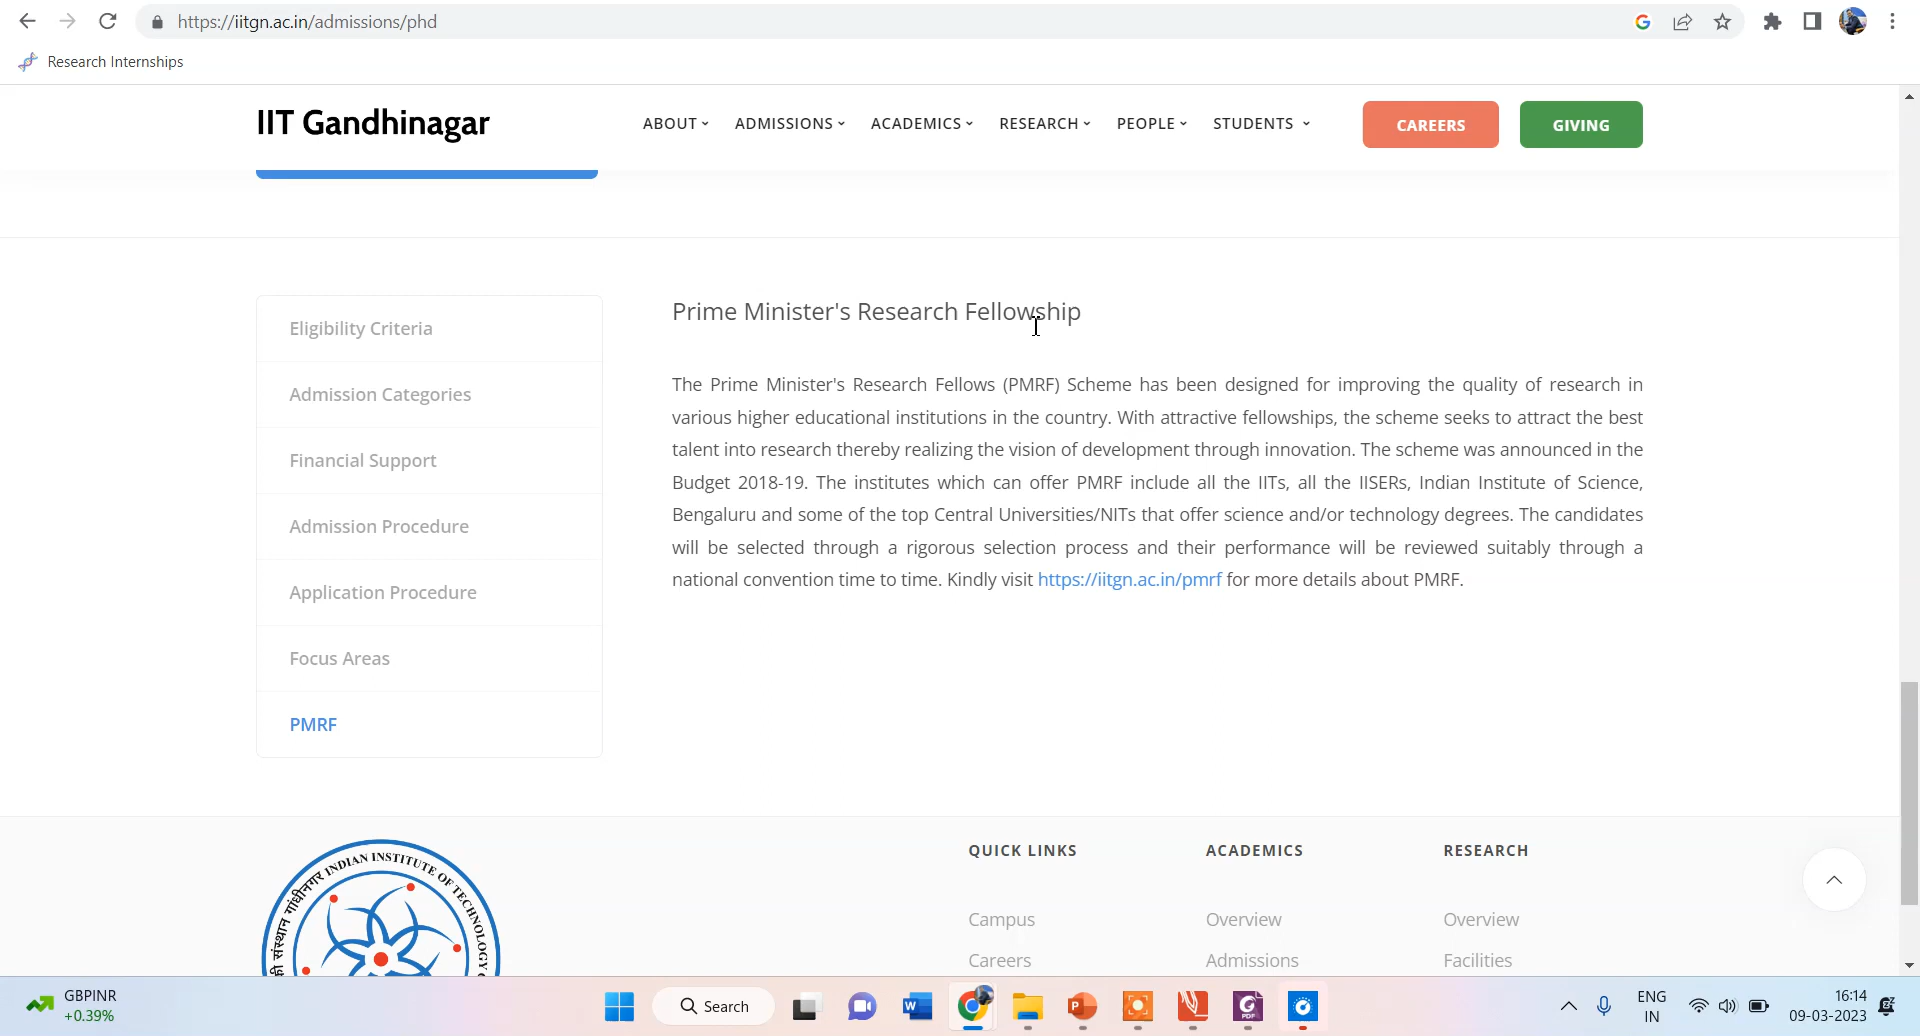 https://iitgn.ac.in/admissions/phd
Research Internships
IIT Gandhinagar
ABOUT
ADMISSIONS
ACADEMICS
RESEARCH
PEOPLE
STUDENTS
CAREERS
GIVING
Eligibility Criteria
Admission Categories
Financial Support
Admission Procedure
Application Procedure
Focus Areas
PMRF
Prime Minister's Research Fellowship
The Prime Minister's Research Fellows (PMRF) Scheme has been designed for improving the quality of research in
various higher educational institutions in the country. With attractive fellowships, the scheme seeks to attract the best
talent into research thereby realizing the vision of development through innovation. The scheme was announced in the
Budget 2018-19. The institutes which can offer PMRF include all the IITs, all the IISERs, Indian Institute of Science,
Bengaluru and some of the top Central Universities/NITs that offer science and/or technology degrees. The candidates
will be selected through a rigorous selection process and their performance will be reviewed suitably through a
national convention time to time. Kindly visit https://iitgn.ac.in/pmrf for more details about PMRF.
संस्थान गांधीनगर INDIAN INSTITUTE OF TECHNOLOGY
QUICK LINKS
Campus
Careers
ACADEMICS
Overview
Admissions
RESEARCH
Overview
Facilities
GBPINR
+0.39%
Search
ENG
IN
16:14
09-03-2023